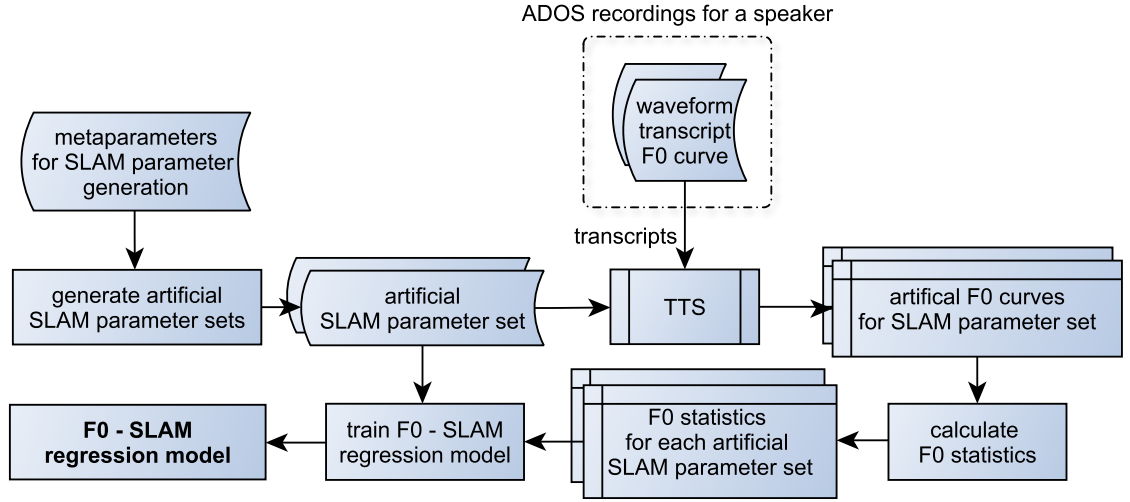 ADOS recordings for a speaker
waveform
transcript
F0 curve
metaparameters
for SLAM parameter
generation
transcripts
generate artificial
SLAM parameter sets
artificial
SLAM parameter set
TTS
artifical F0 curves
for SLAM parameter set
F0 - SLAM
regression model
train F0 - SLAM
regression model
F0 statistics
for each artificial
SLAM parameter set
calculate
F0 statistics